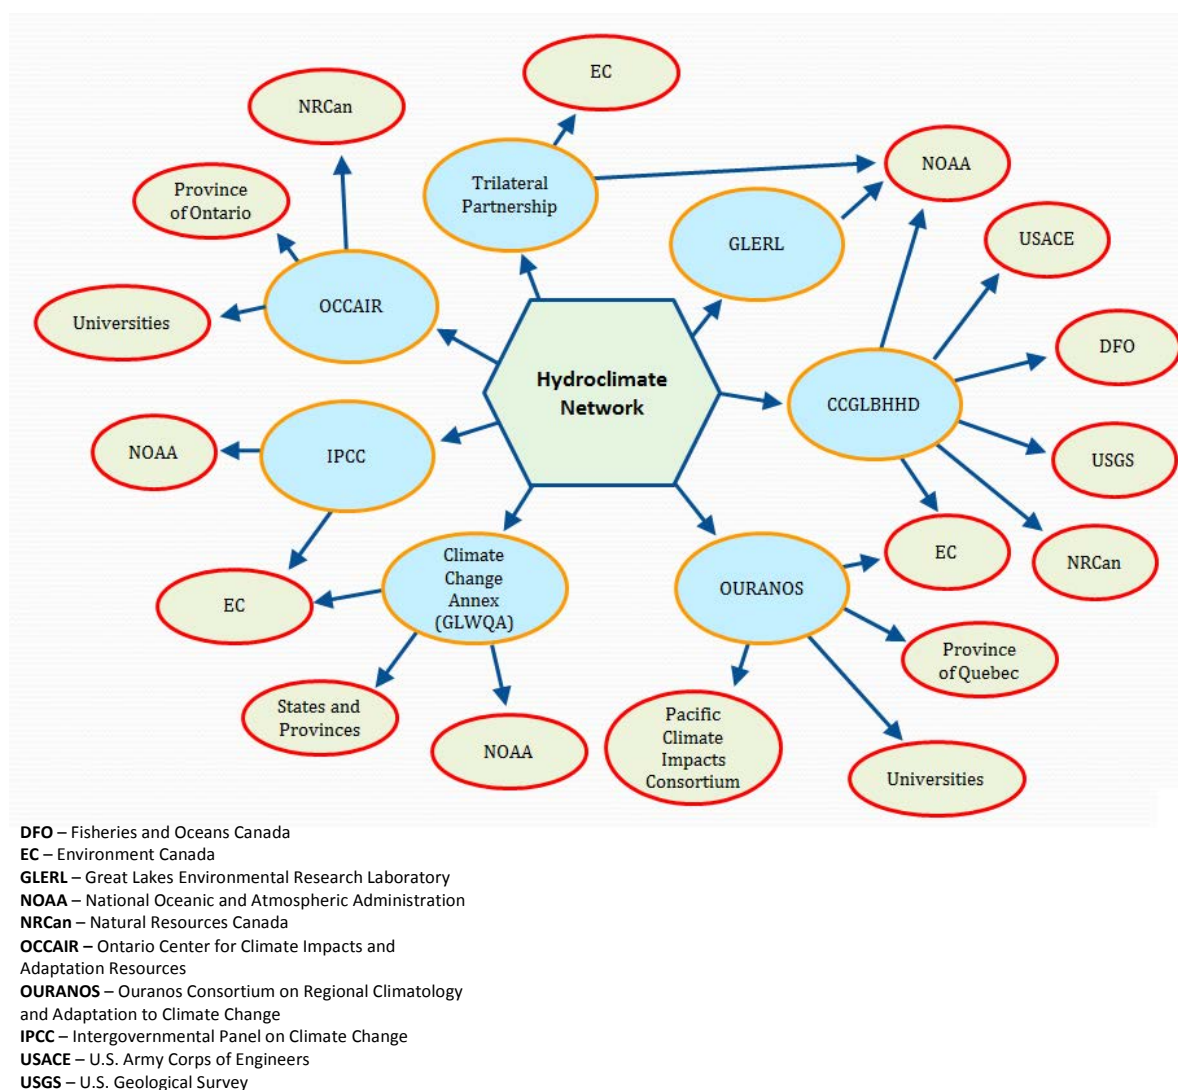 EC
NRCan
NOAA
Trilateral
Partnership
Province
of Ontario
GLERL
USACE
OCCAIR
Universities
DFO
Hydroclimate
Network
CCGLBHHD
NOAA
IPCC
USGS
EC
NRCan
Climate
Change
Annex
(GLWQA)
OURANOS
EC
Province
of Quebec
States and
Provinces
NOAA
Pacific
Climate
Impacts
Consortium
Universities
DFO – Fisheries and Oceans Canada
EC – Environment Canada
GLERL – Great Lakes Environmental Research Laboratory
NOAA – National Oceanic and Atmospheric Administration
NRCan – Natural Resources Canada
OCCAIR – Ontario Center for Climate Impacts and
Adaptation Resources
OURANOS – Ouranos Consortium on Regional Climatology
and Adaptation to Climate Change
IPCC – Intergovernmental Panel on Climate Change
USACE – U.S. Army Corps of Engineers
USGS – U.S. Geological Survey